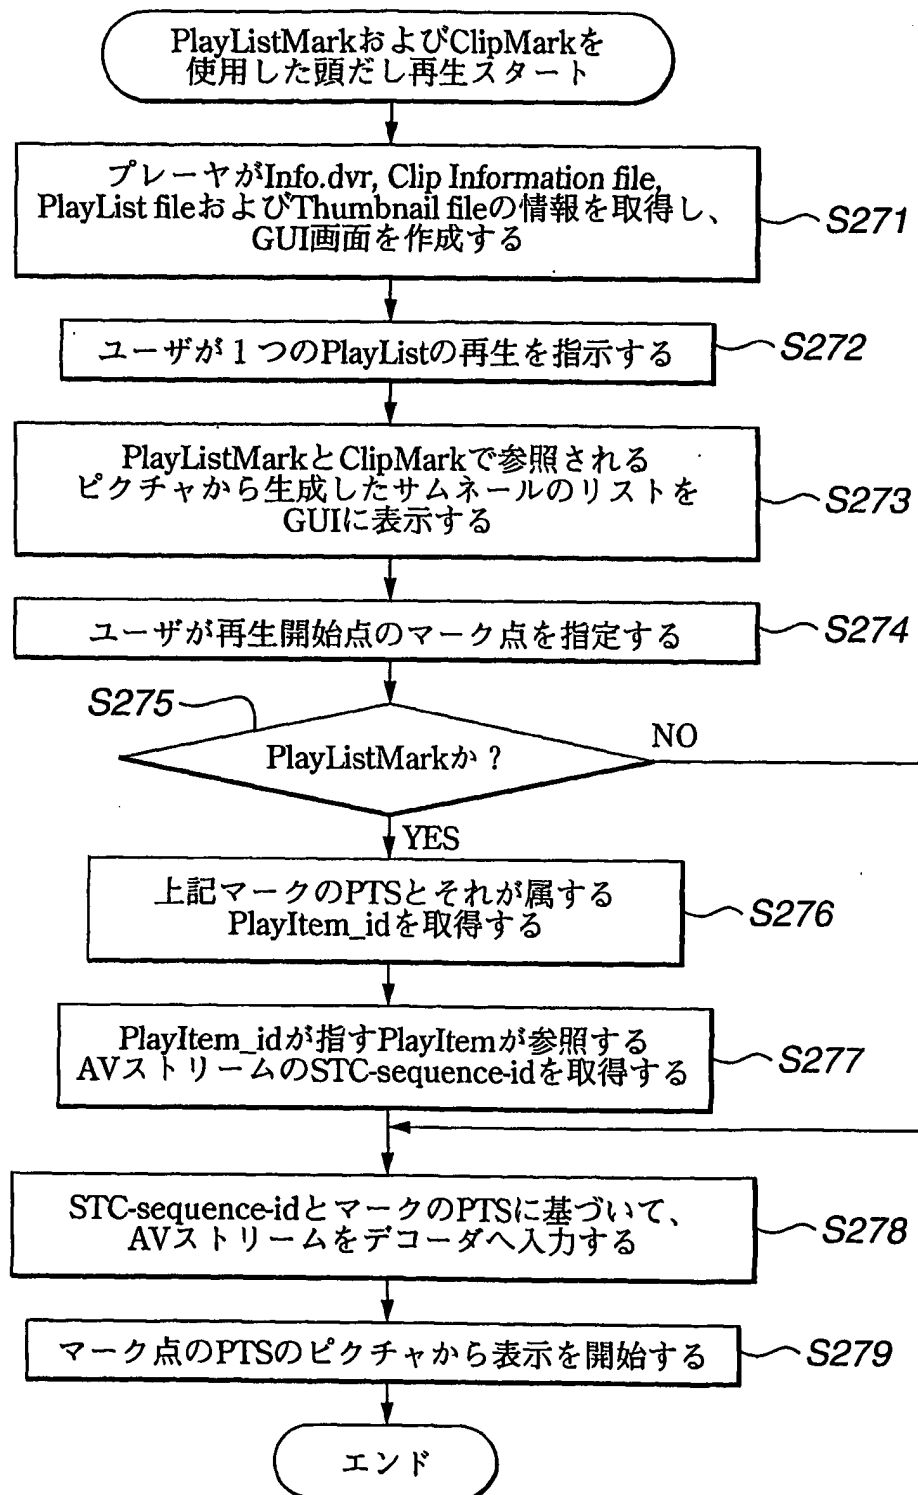 PlayListMarkおよびClipMarkを
使用した頭だし再生スタート
プレーヤがInfo.dvr, Clip Information file,
PlayList fileおよびThumbnail fileの情報を取得し、
GUI画面を作成する
S271
ユーザが1つのPlayListの再生を指示する
S272
PlayListMarkとClipMarkで参照される
ピクチャから生成したサムネールのリストを
GUIに表示する
S273
ユーザが再生開始点のマーク点を指定する
S274
S275
PlayListMarkか?
NO
YES
上記マークのPTSとそれが属する
PlayItem_idを取得する
S276
PlayItem_idが指すPlayItemが参照する
AVストリームのSTC-sequence-idを取得する
S277
STC-sequence-idとマークのPTSに基づいて、
AVストリームをデコーダへ入力する
S278
マーク点のPTSのピクチャから表示を開始する
S279
エンド